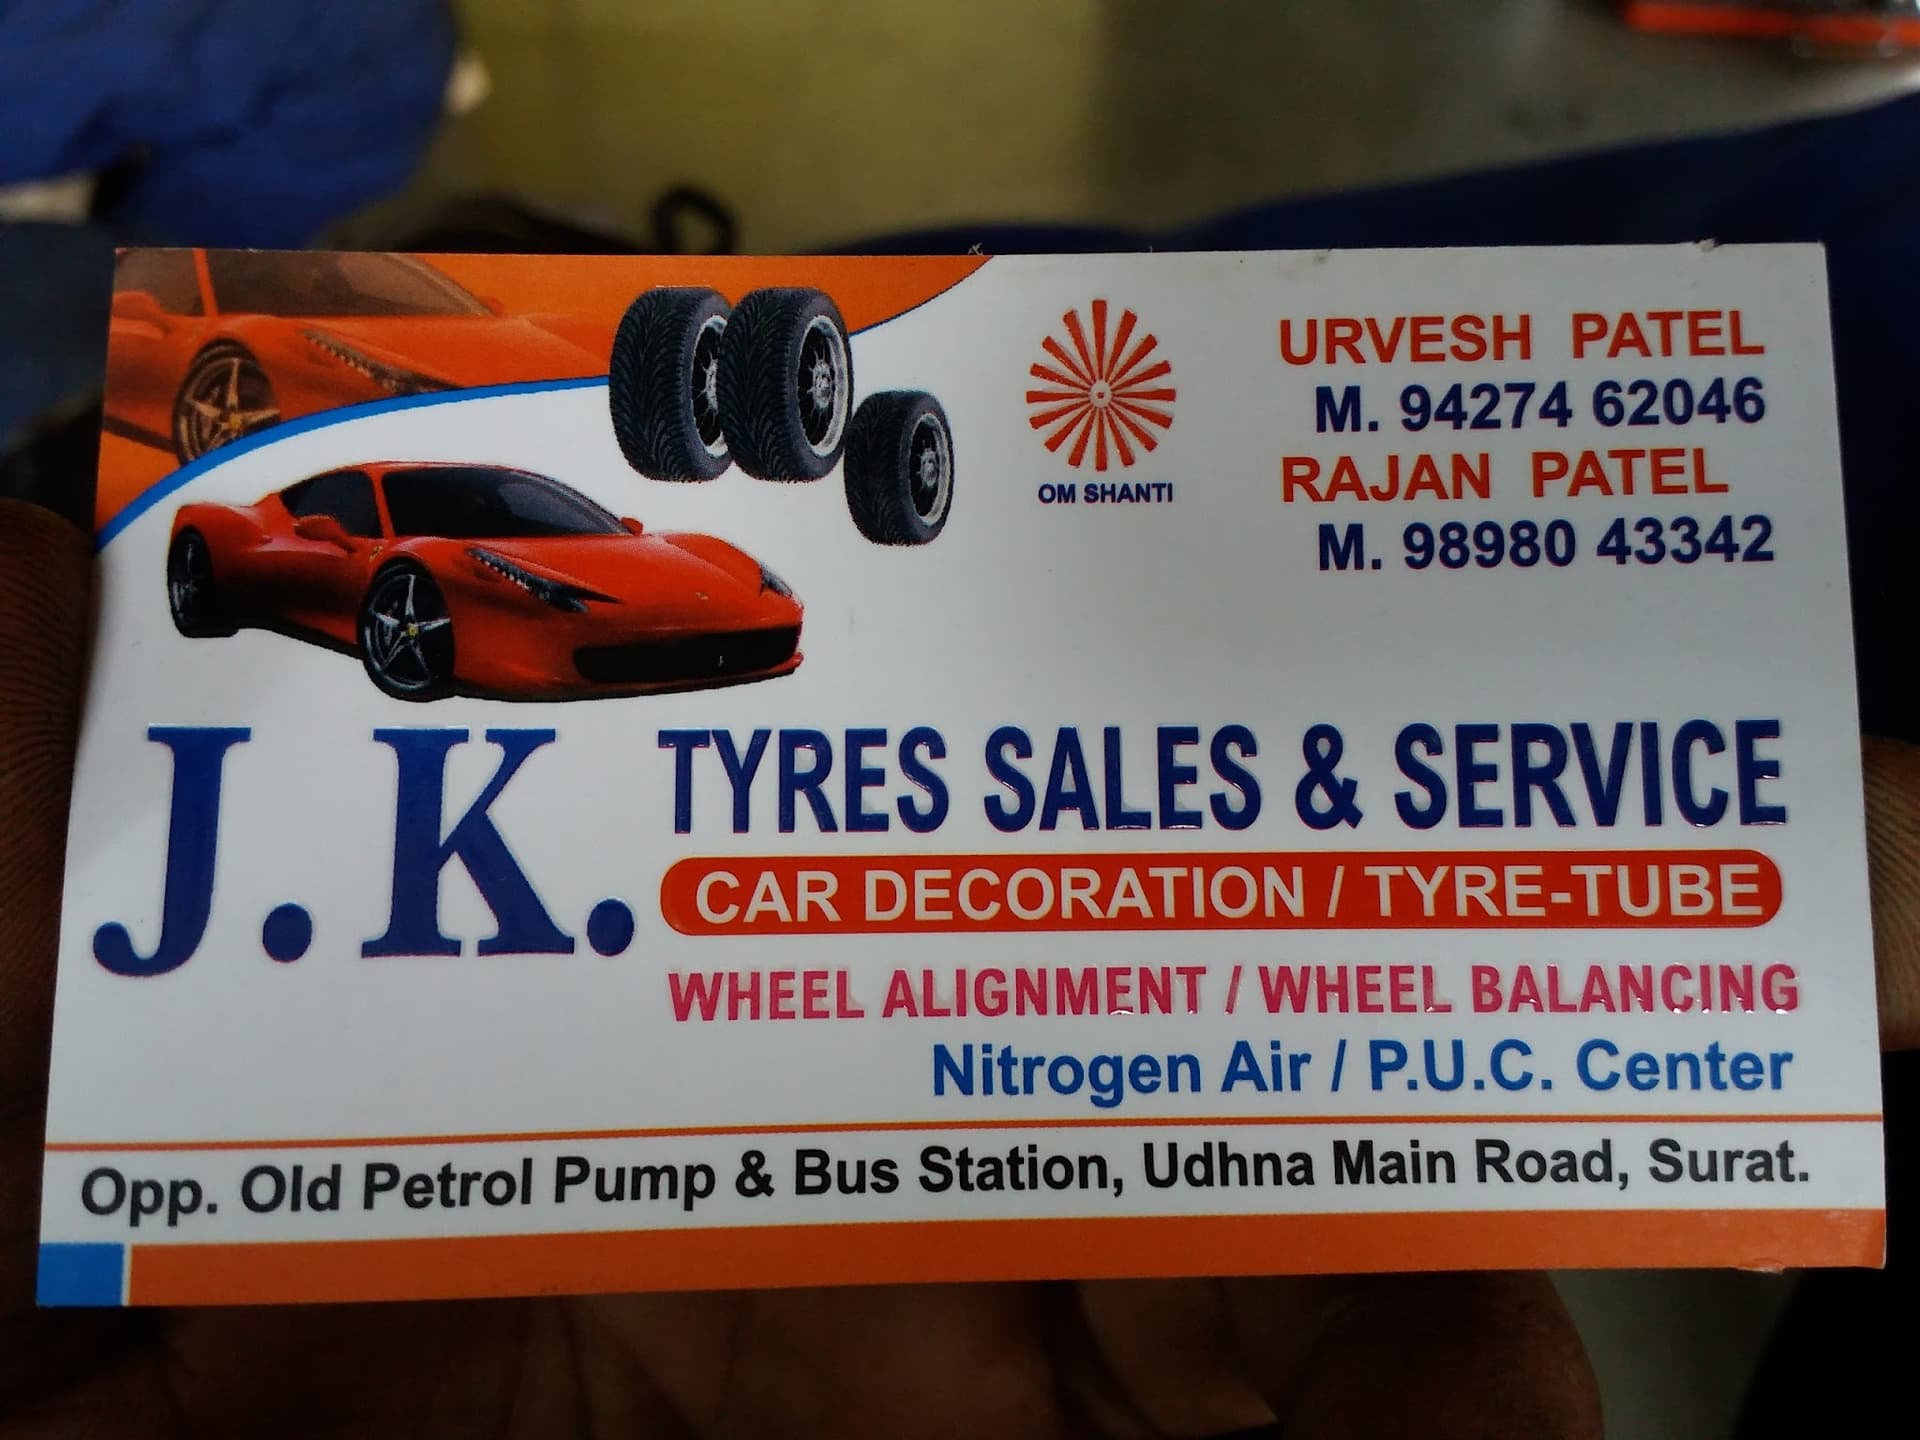 OM SHANTI
URVESH PATEL
M. 94274 62046
RAJAN PATEL
M. 98980 43342
J. K. TYRES SALES & SERVICE
CAR DECORATION / TYRE-TUBE
WHEEL ALIGNMENT / WHEEL BALANCING
Nitrogen Air / P.U.C. Center
Opp. Old Petrol Pump & Bus Station, Udhna Main Road, Surat.